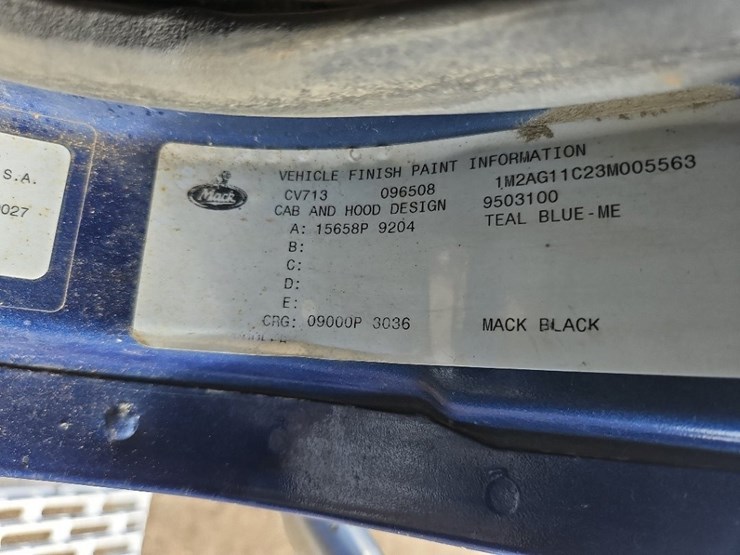 S.A.
027
Mack
VEHICLE FINISH PAINT INFORMATION
CV713 096508 1M2AG11C23M005563
CAB AND HOOD DESIGN 9503100
A: 15658P 9204 TEAL BLUE-ME
B:
C:
D:
E:
CRG: 09000P 3036 MACK BLACK